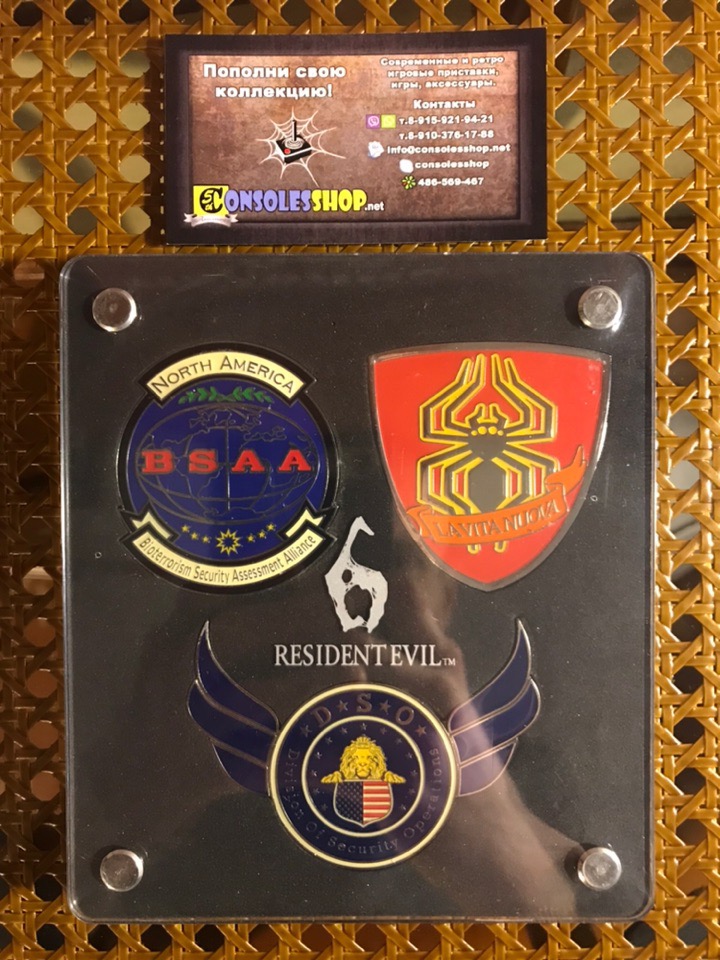 Пополни свою
коллекцию!
Современные и ретро
игровые приставки,
игры, аксессуары.
Контакты
т.8-915-921-94-21
т.8-910-376-17-88
info@consolesshop.net
consolesshop
486-569-467
CONSOLESSHOP.net
NORTH AMERICA
BSAA
Bioterrorism Security Assessment Alliance
LA VITA NUOVA
6
RESIDENT EVIL™
D★S★O
Division Of Security Operations